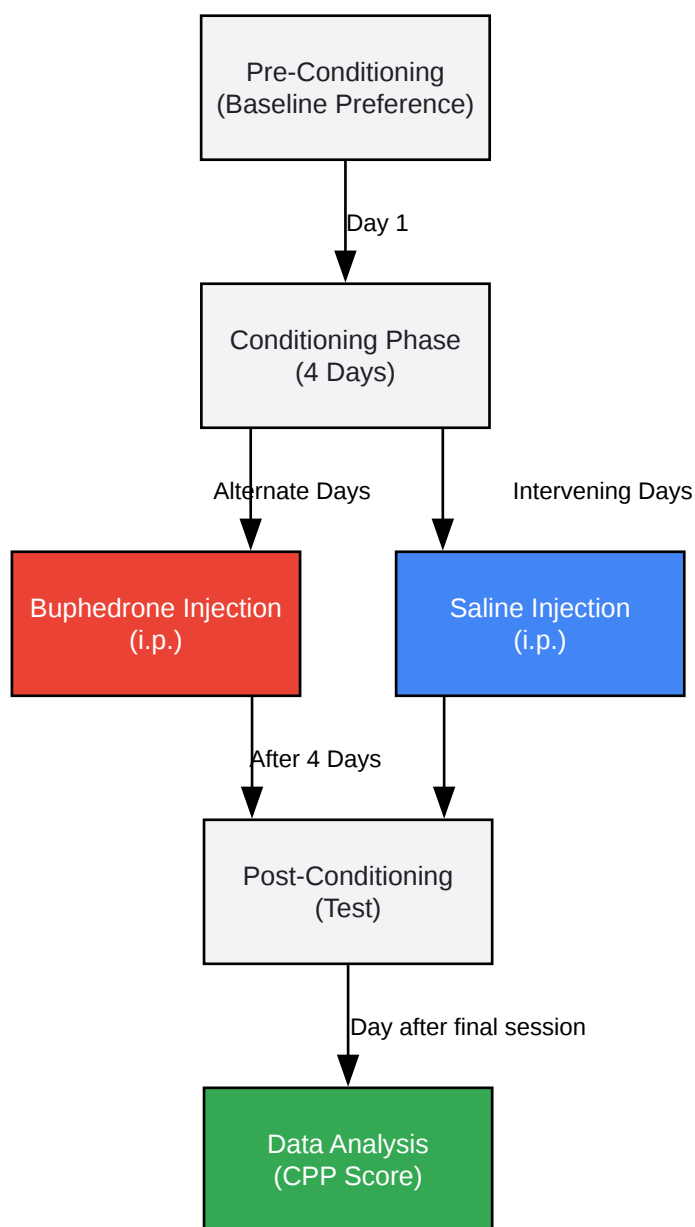 Pre-Conditioning
(Baseline Preference)
Day 1
Conditioning Phase
(4 Days)
Alternate Days
Intervening Days
Buphedrone Injection
(i.p.)
Saline Injection
(i.p.)
After 4 Days
Post-Conditioning
(Test)
Day after final session
Data Analysis
(CPP Score)